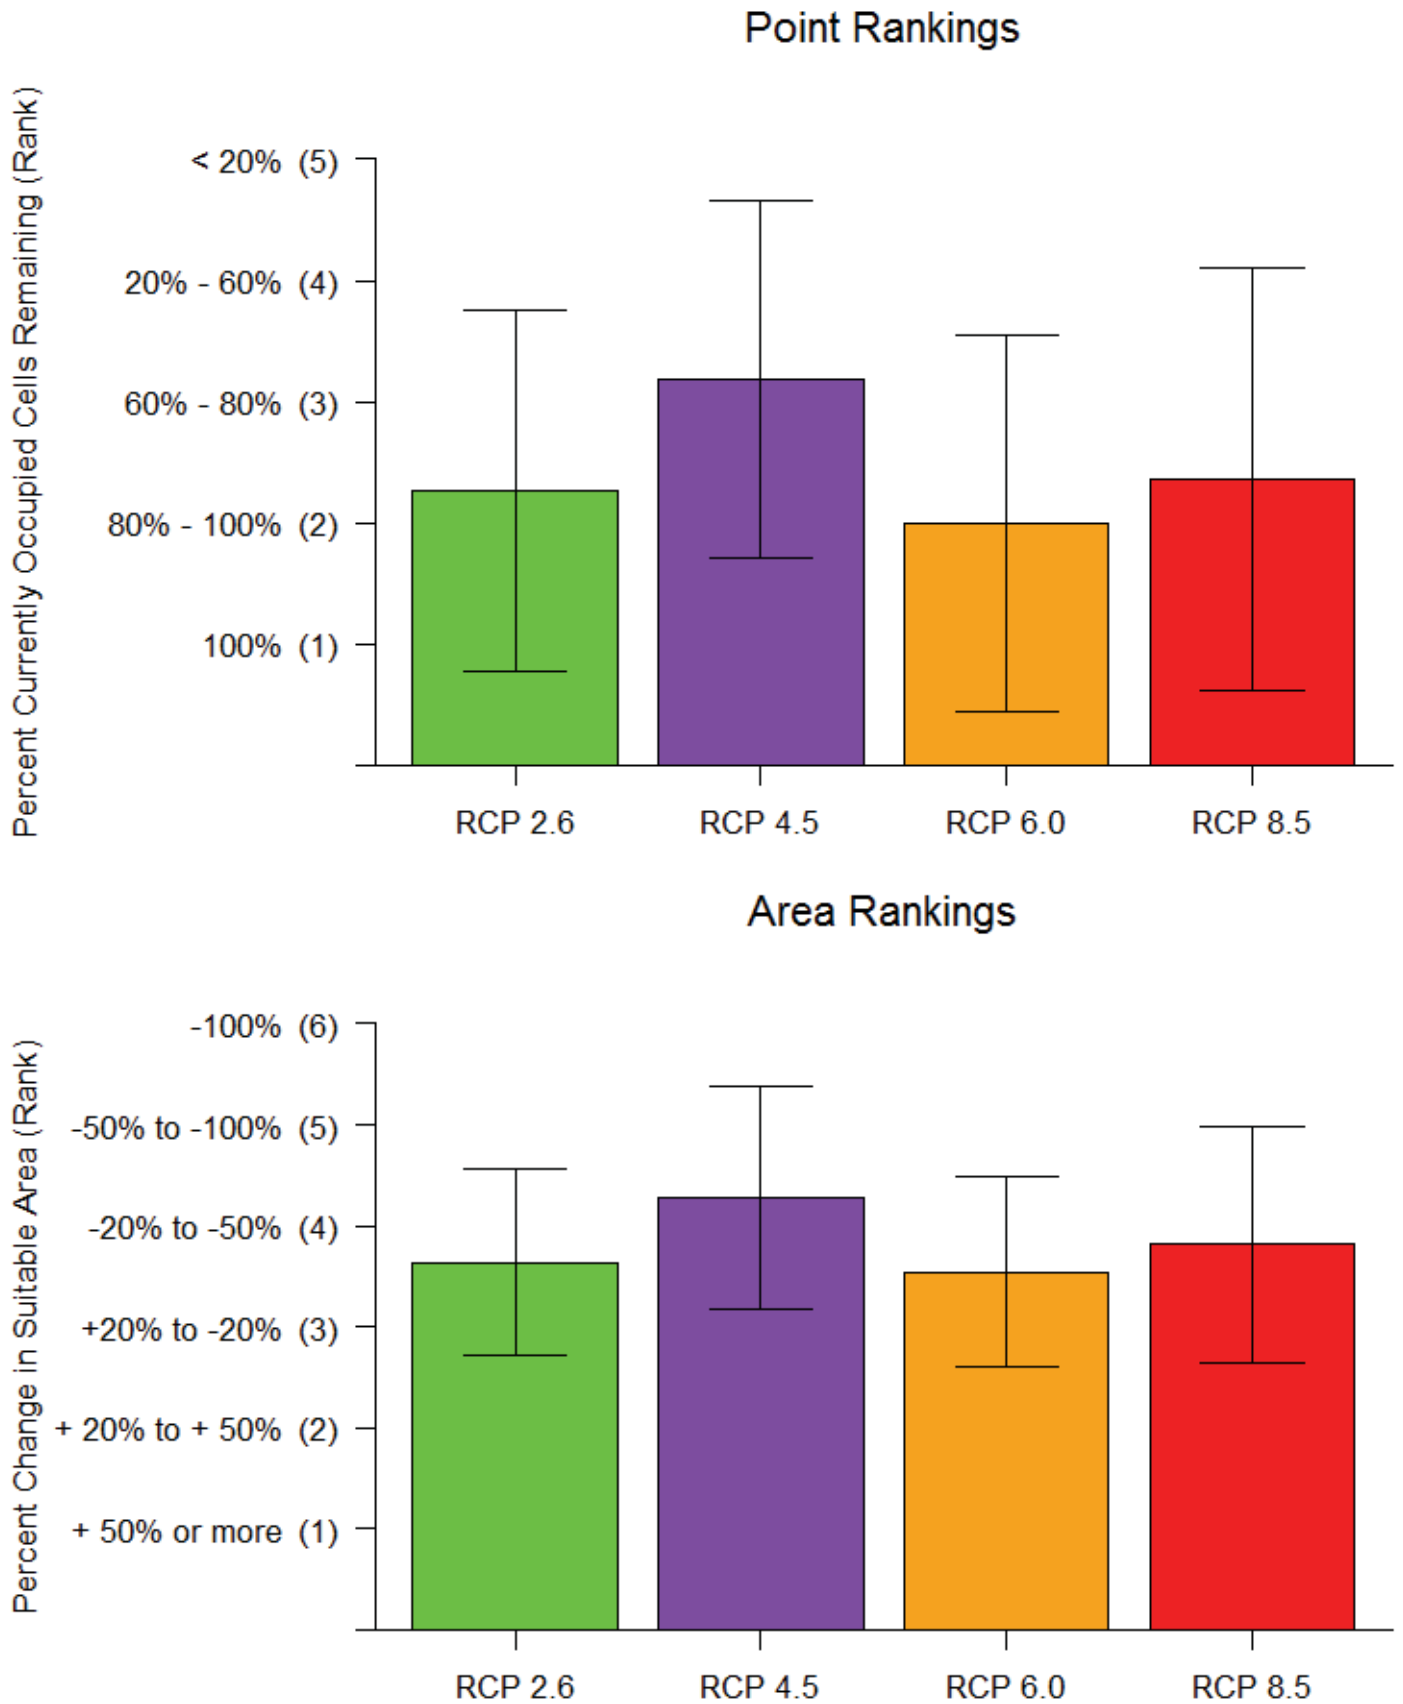 Point Rankings
Percent Currently Occupied Cells Remaining (Rank)
< 20% (5)
20% - 60% (4)
60% - 80% (3)
80% - 100% (2)
100% (1)
RCP 2.6 RCP 4.5 RCP 6.0 RCP 8.5
Area Rankings
Percent Change in Suitable Area (Rank)
-100% (6)
-50% to -100% (5)
-20% to -50% (4)
+20% to -20% (3)
+ 20% to + 50% (2)
+ 50% or more (1)
RCP 2.6 RCP 4.5 RCP 6.0 RCP 8.5